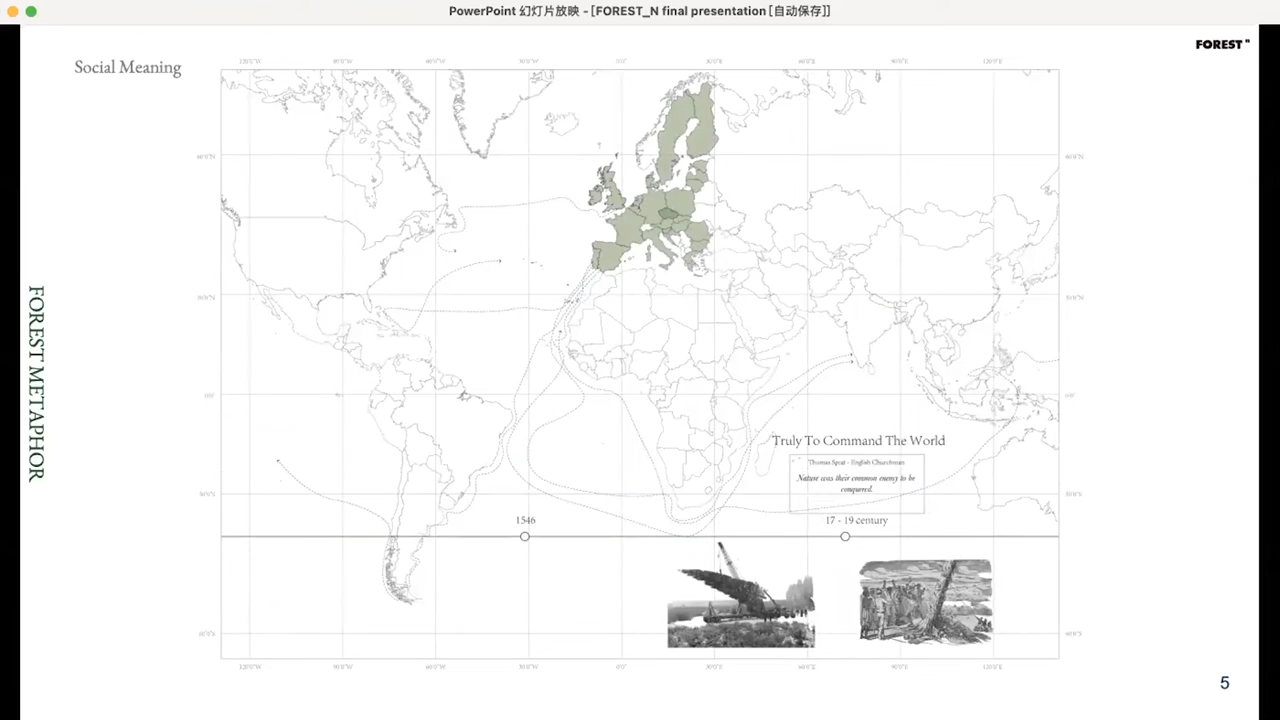 PowerPoint 幻灯片放映 - [FOREST_N final presentation [自动保存]]
FOREST N
Social Meaning
FOREST METAPHOR
Truly To Command The World
Thomas Sprat - English Churchman
Nature was their common enemy to be
conquered.
1546
17 - 19 century
5